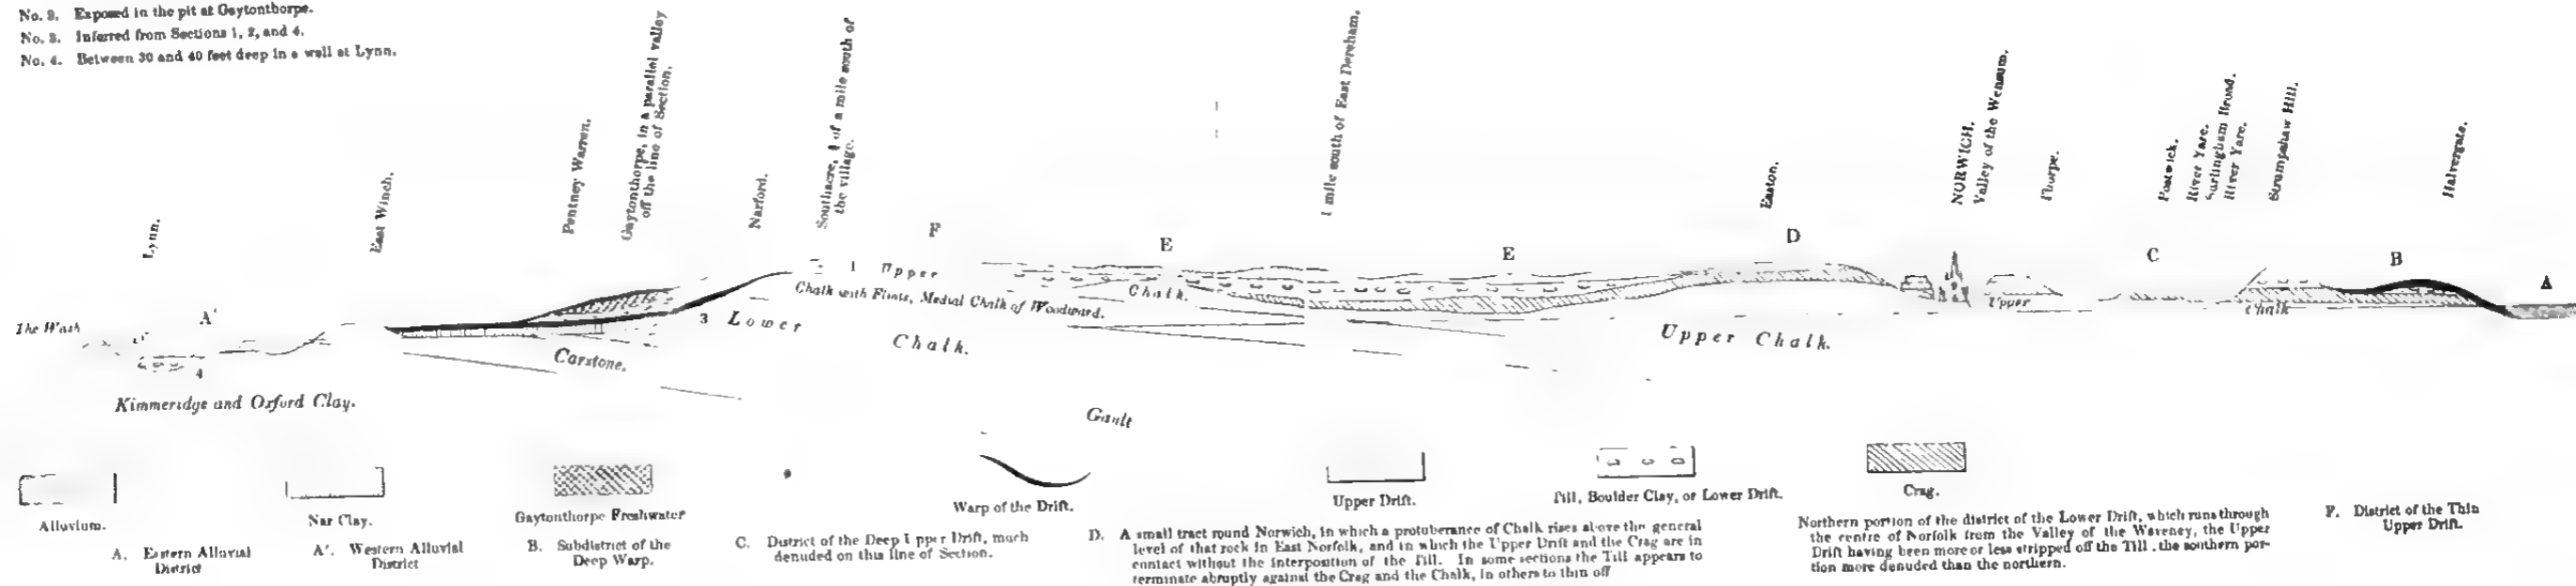 No. 2. Exposed in the pit at Gaytonthorpe.
No. 3. Inferred from Sections 1, 2, and 4.
No. 4. Between 30 and 40 feet deep in a well at Lynn.
Lynn.
East Winch.
Pentney Warren.
Gaytonthorpe, in a parallel valley
off the line of Section.
Narford.
Southacre, of a mile south of
the village.
1 mile south of East Dereham.
Easton.
NORWICH.
Valley of the Wensum.
Thorpe.
Postwick.
River Yare.
Surlingham Broad.
River Yare.
Strumpshaw Hill.
Halvergate.
The Wash
A'
E
E
D
C
B
A
1 Upper
Chalk with Flints, Medial Chalk of Woodward.
Chalk.
3 Lower
Chalk.
Upper Chalk.
Upper
Chalk
Carstone.
4
Kimmeridge and Oxford Clay.
Gault
Alluvium.
Nar Clay.
Gaytonthorpe Freshwater
Warp of the Drift.
Upper Drift.
Till, Boulder Clay, or Lower Drift.
Crag.
A. Eastern Alluvial
District
A'. Western Alluvial
District
B. Subdistrict of the
Deep Warp.
C. District of the Deep Upper Drift, much
denuded on this line of Section.
D. A small tract round Norwich, in which a protuberance of Chalk rises above the general
level of that rock in East Norfolk, and in which the Upper Drift and the Crag are in
contact without the interposition of the Till. In some sections the Till appears to
terminate abruptly against the Crag and the Chalk, in others to thin off
Northern portion of the district of the Lower Drift, which runs through
the centre of Norfolk from the Valley of the Waveney, the Upper
Drift having been more or less stripped off the Till, the southern por-
tion more denuded than the northern.
F. District of the Thin
Upper Drift.